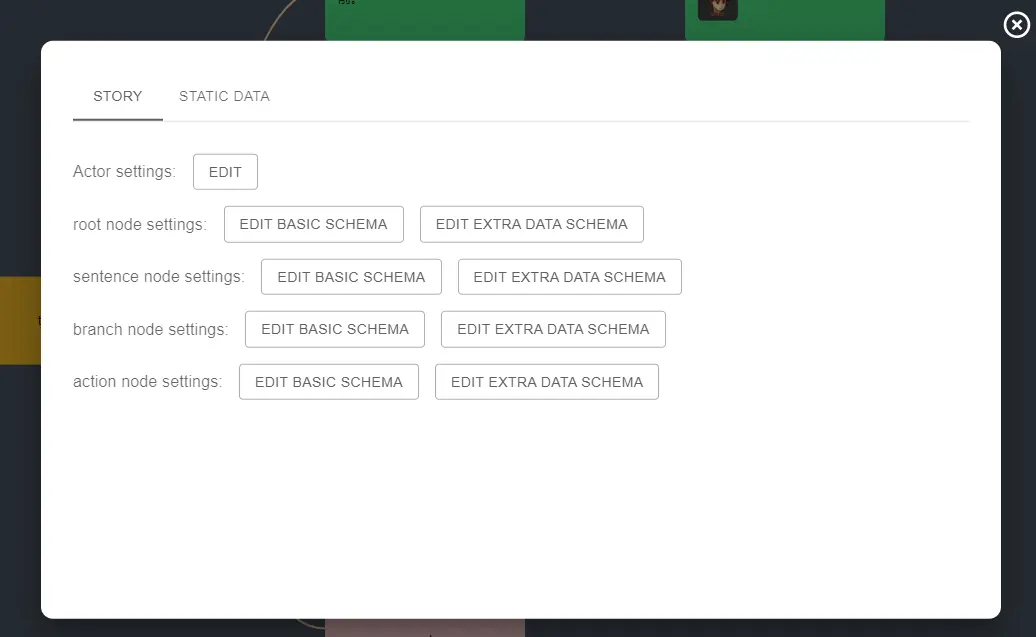 STORY STATIC DATA
Actor settings: EDIT
root node settings: EDIT BASIC SCHEMA EDIT EXTRA DATA SCHEMA
sentence node settings: EDIT BASIC SCHEMA EDIT EXTRA DATA SCHEMA
branch node settings: EDIT BASIC SCHEMA EDIT EXTRA DATA SCHEMA
action node settings: EDIT BASIC SCHEMA EDIT EXTRA DATA SCHEMA